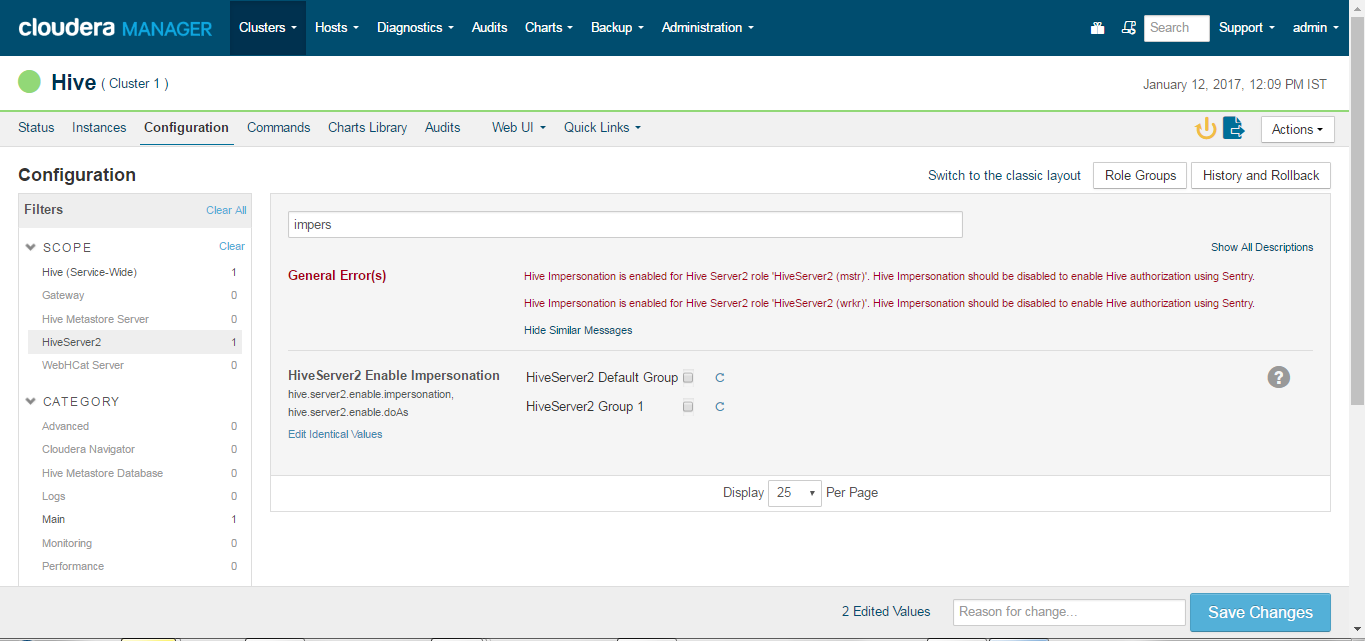 cloudera MANAGER Clusters Hosts Diagnostics Audits Charts Backup Administration Search Support admin
Hive ( Cluster 1 ) January 12, 2017, 12:09 PM IST
Status Instances Configuration Commands Charts Library Audits Web UI Quick Links Actions
Configuration Switch to the classic layout Role Groups History and Rollback
Filters Clear All
impers
Show All Descriptions
SCOPE Clear
Hive (Service-Wide) 1
Gateway 0
Hive Metastore Server 0
HiveServer2 1
WebHCat Server 0
CATEGORY
Advanced 0
Cloudera Navigator 0
Hive Metastore Database 0
Logs 0
Main 1
Monitoring 0
Performance 0
General Error(s) Hive Impersonation is enabled for Hive Server2 role 'HiveServer2 (mstr)'. Hive Impersonation should be disabled to enable Hive authorization using Sentry.
Hive Impersonation is enabled for Hive Server2 role 'HiveServer2 (wrkr)'. Hive Impersonation should be disabled to enable Hive authorization using Sentry.
Hide Similar Messages
HiveServer2 Enable Impersonation HiveServer2 Default Group ?
hive.server2.enable.impersonation,
hive.server2.enable.doAs HiveServer2 Group 1
Edit Identical Values
Display 25 Per Page
2 Edited Values Reason for change... Save Changes